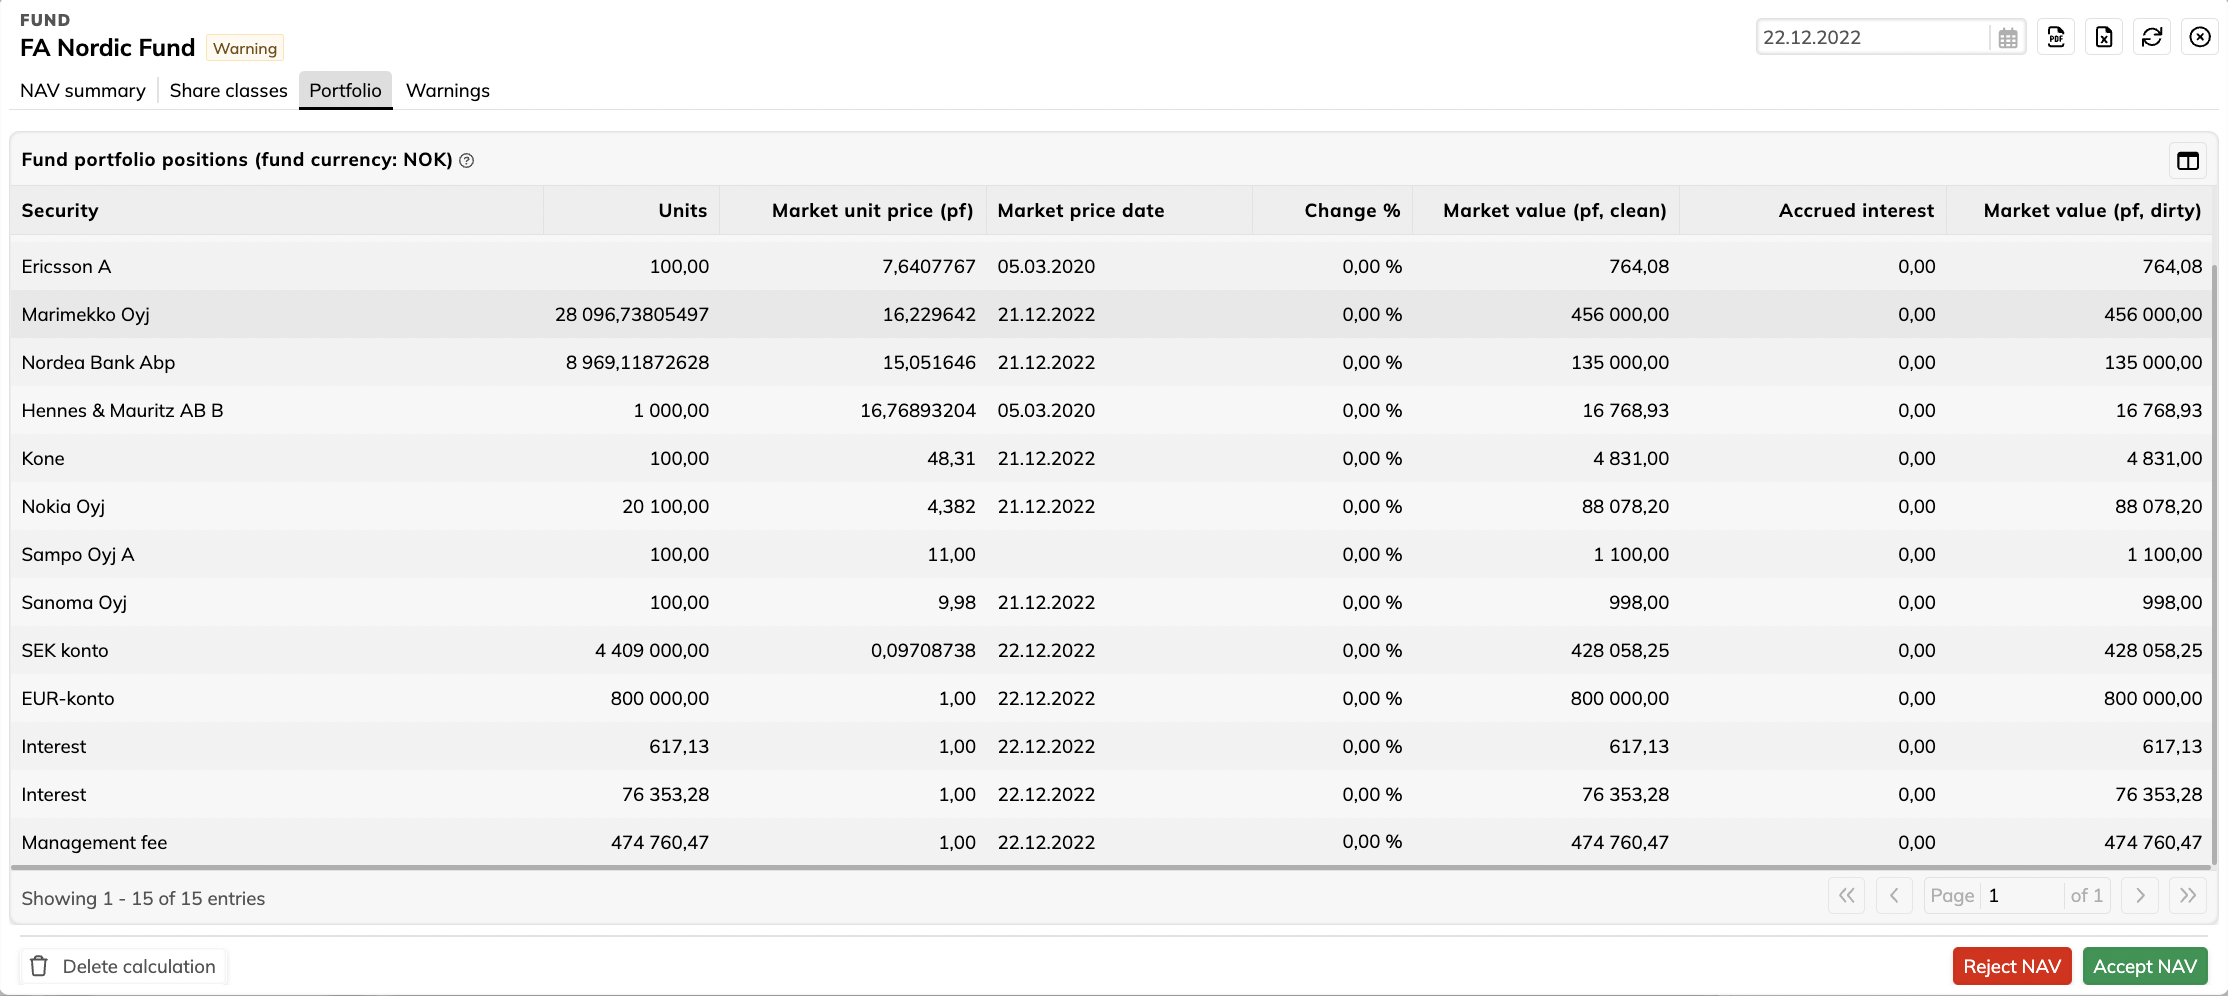 FUND
FA Nordic Fund Warning
22.12.2022
NAV summary Share classes Portfolio Warnings
Fund portfolio positions (fund currency: NOK)
Security Units Market unit price (pf) Market price date Change % Market value (pf, clean) Accrued interest Market value (pf, dirty)
Ericsson A 100,00 7,6407767 05.03.2020 0,00 % 764,08 0,00 764,08
Marimekko Oyj 28 096,73805497 16,229642 21.12.2022 0,00 % 456 000,00 0,00 456 000,00
Nordea Bank Abp 8 969,11872628 15,051646 21.12.2022 0,00 % 135 000,00 0,00 135 000,00
Hennes & Mauritz AB B 1 000,00 16,76893204 05.03.2020 0,00 % 16 768,93 0,00 16 768,93
Kone 100,00 48,31 21.12.2022 0,00 % 4 831,00 0,00 4 831,00
Nokia Oyj 20 100,00 4,382 21.12.2022 0,00 % 88 078,20 0,00 88 078,20
Sampo Oyj A 100,00 11,00 0,00 % 1 100,00 0,00 1 100,00
Sanoma Oyj 100,00 9,98 21.12.2022 0,00 % 998,00 0,00 998,00
SEK konto 4 409 000,00 0,09708738 22.12.2022 0,00 % 428 058,25 0,00 428 058,25
EUR-konto 800 000,00 1,00 22.12.2022 0,00 % 800 000,00 0,00 800 000,00
Interest 617,13 1,00 22.12.2022 0,00 % 617,13 0,00 617,13
Interest 76 353,28 1,00 22.12.2022 0,00 % 76 353,28 0,00 76 353,28
Management fee 474 760,47 1,00 22.12.2022 0,00 % 474 760,47 0,00 474 760,47
Showing 1 - 15 of 15 entries Page 1 of 1
Delete calculation Reject NAV Accept NAV